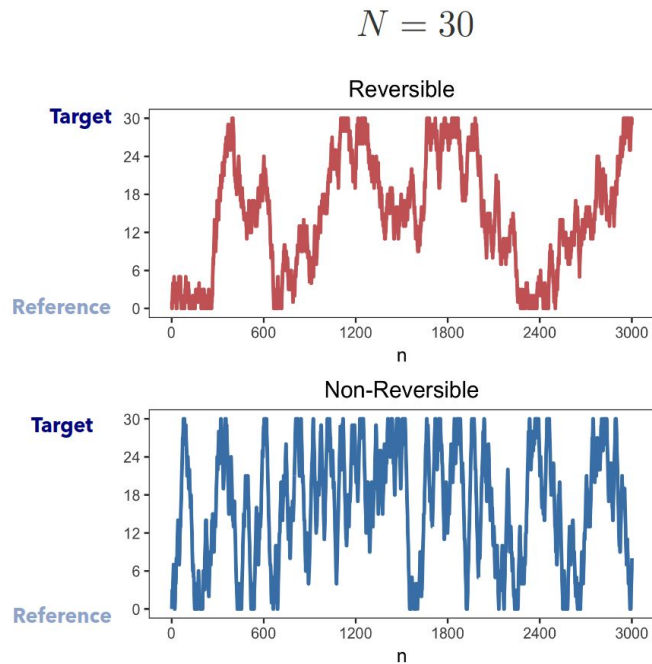 N = 30
Reversible
Target
30
24
18
12
6
0
Reference
0 600 1200 1800 2400 3000
n
Non-Reversible
Target
30
24
18
12
6
0
Reference
0 600 1200 1800 2400 3000
n